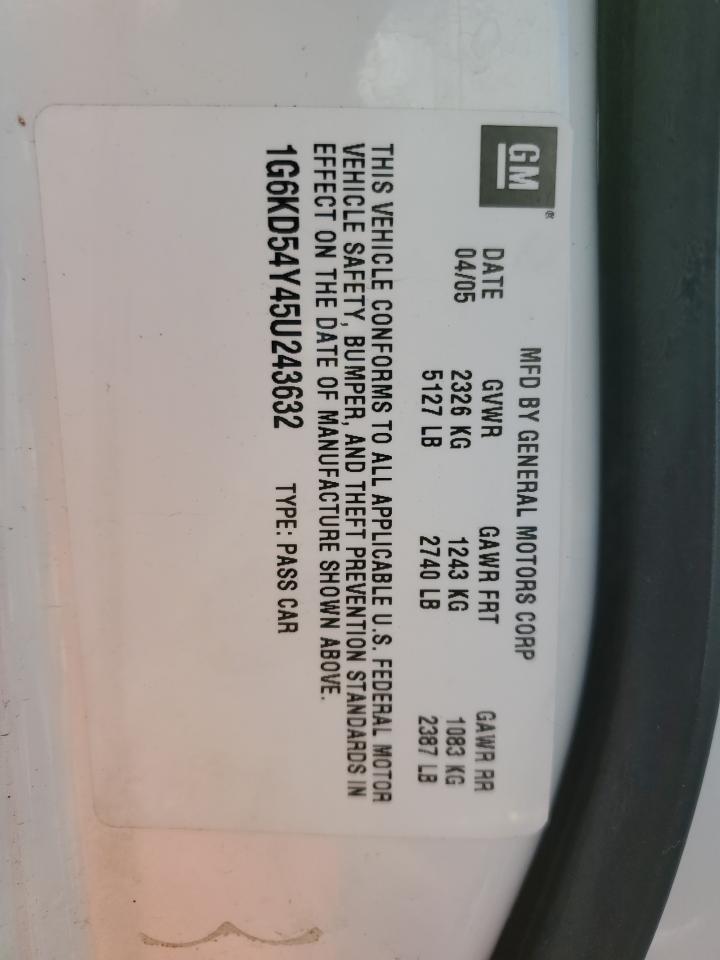 GM®
MFD BY GENERAL MOTORS CORP
DATE GVWR GAWR FRT GAWR RR
04/05 2326 KG 1243 KG 1083 KG
5127 LB 2740 LB 2387 LB
THIS VEHICLE CONFORMS TO ALL APPLICABLE U.S. FEDERAL MOTOR
VEHICLE SAFETY, BUMPER, AND THEFT PREVENTION STANDARDS IN
EFFECT ON THE DATE OF MANUFACTURE SHOWN ABOVE.
1G6KD54Y45U243632 TYPE: PASS CAR